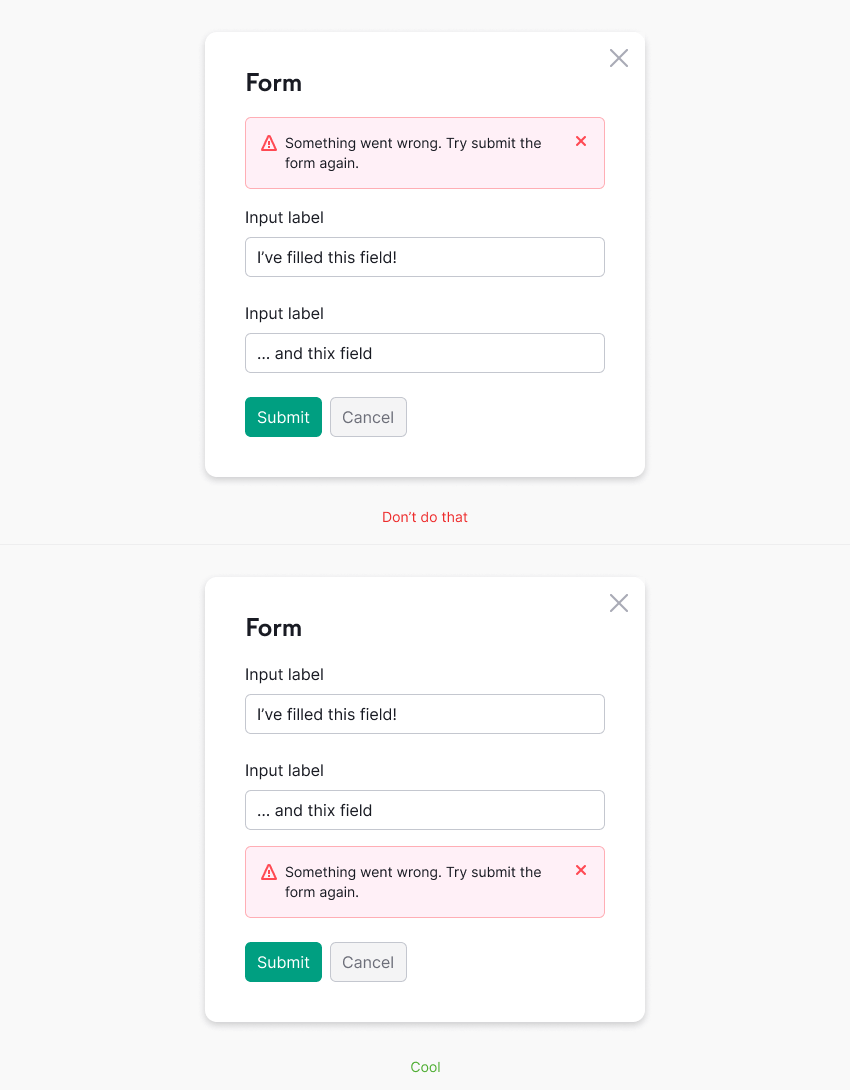 Form
Something went wrong. Try submit the
form again.
Input label
I’ve filled this field!
Input label
… and thix field
Submit Cancel
Don’t do that
Form
Input label
I’ve filled this field!
Input label
… and thix field
Something went wrong. Try submit the
form again.
Submit Cancel
Cool